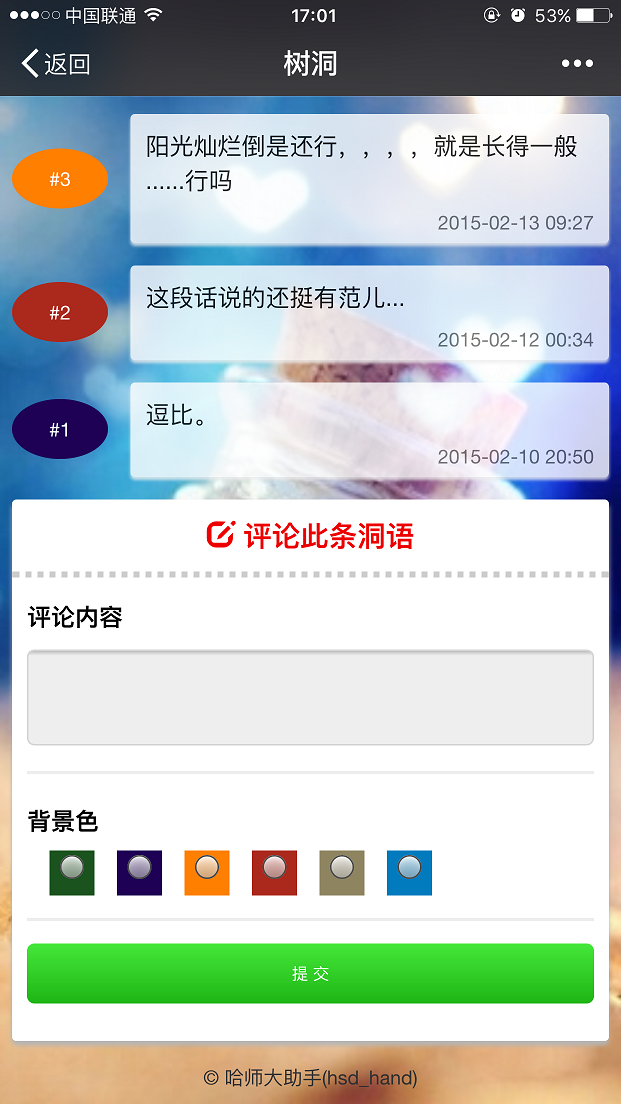 中国联通 17:01 53%
返回 树洞
#3
阳光灿烂倒是还行，，，，就是长得一般
......行吗
2015-02-13 09:27
#2
这段话说的还挺有范儿...
2015-02-12 00:34
#1
逗比。
2015-02-10 20:50
评论此条洞语
评论内容
背景色
提 交
© 哈师大助手(hsd_hand)